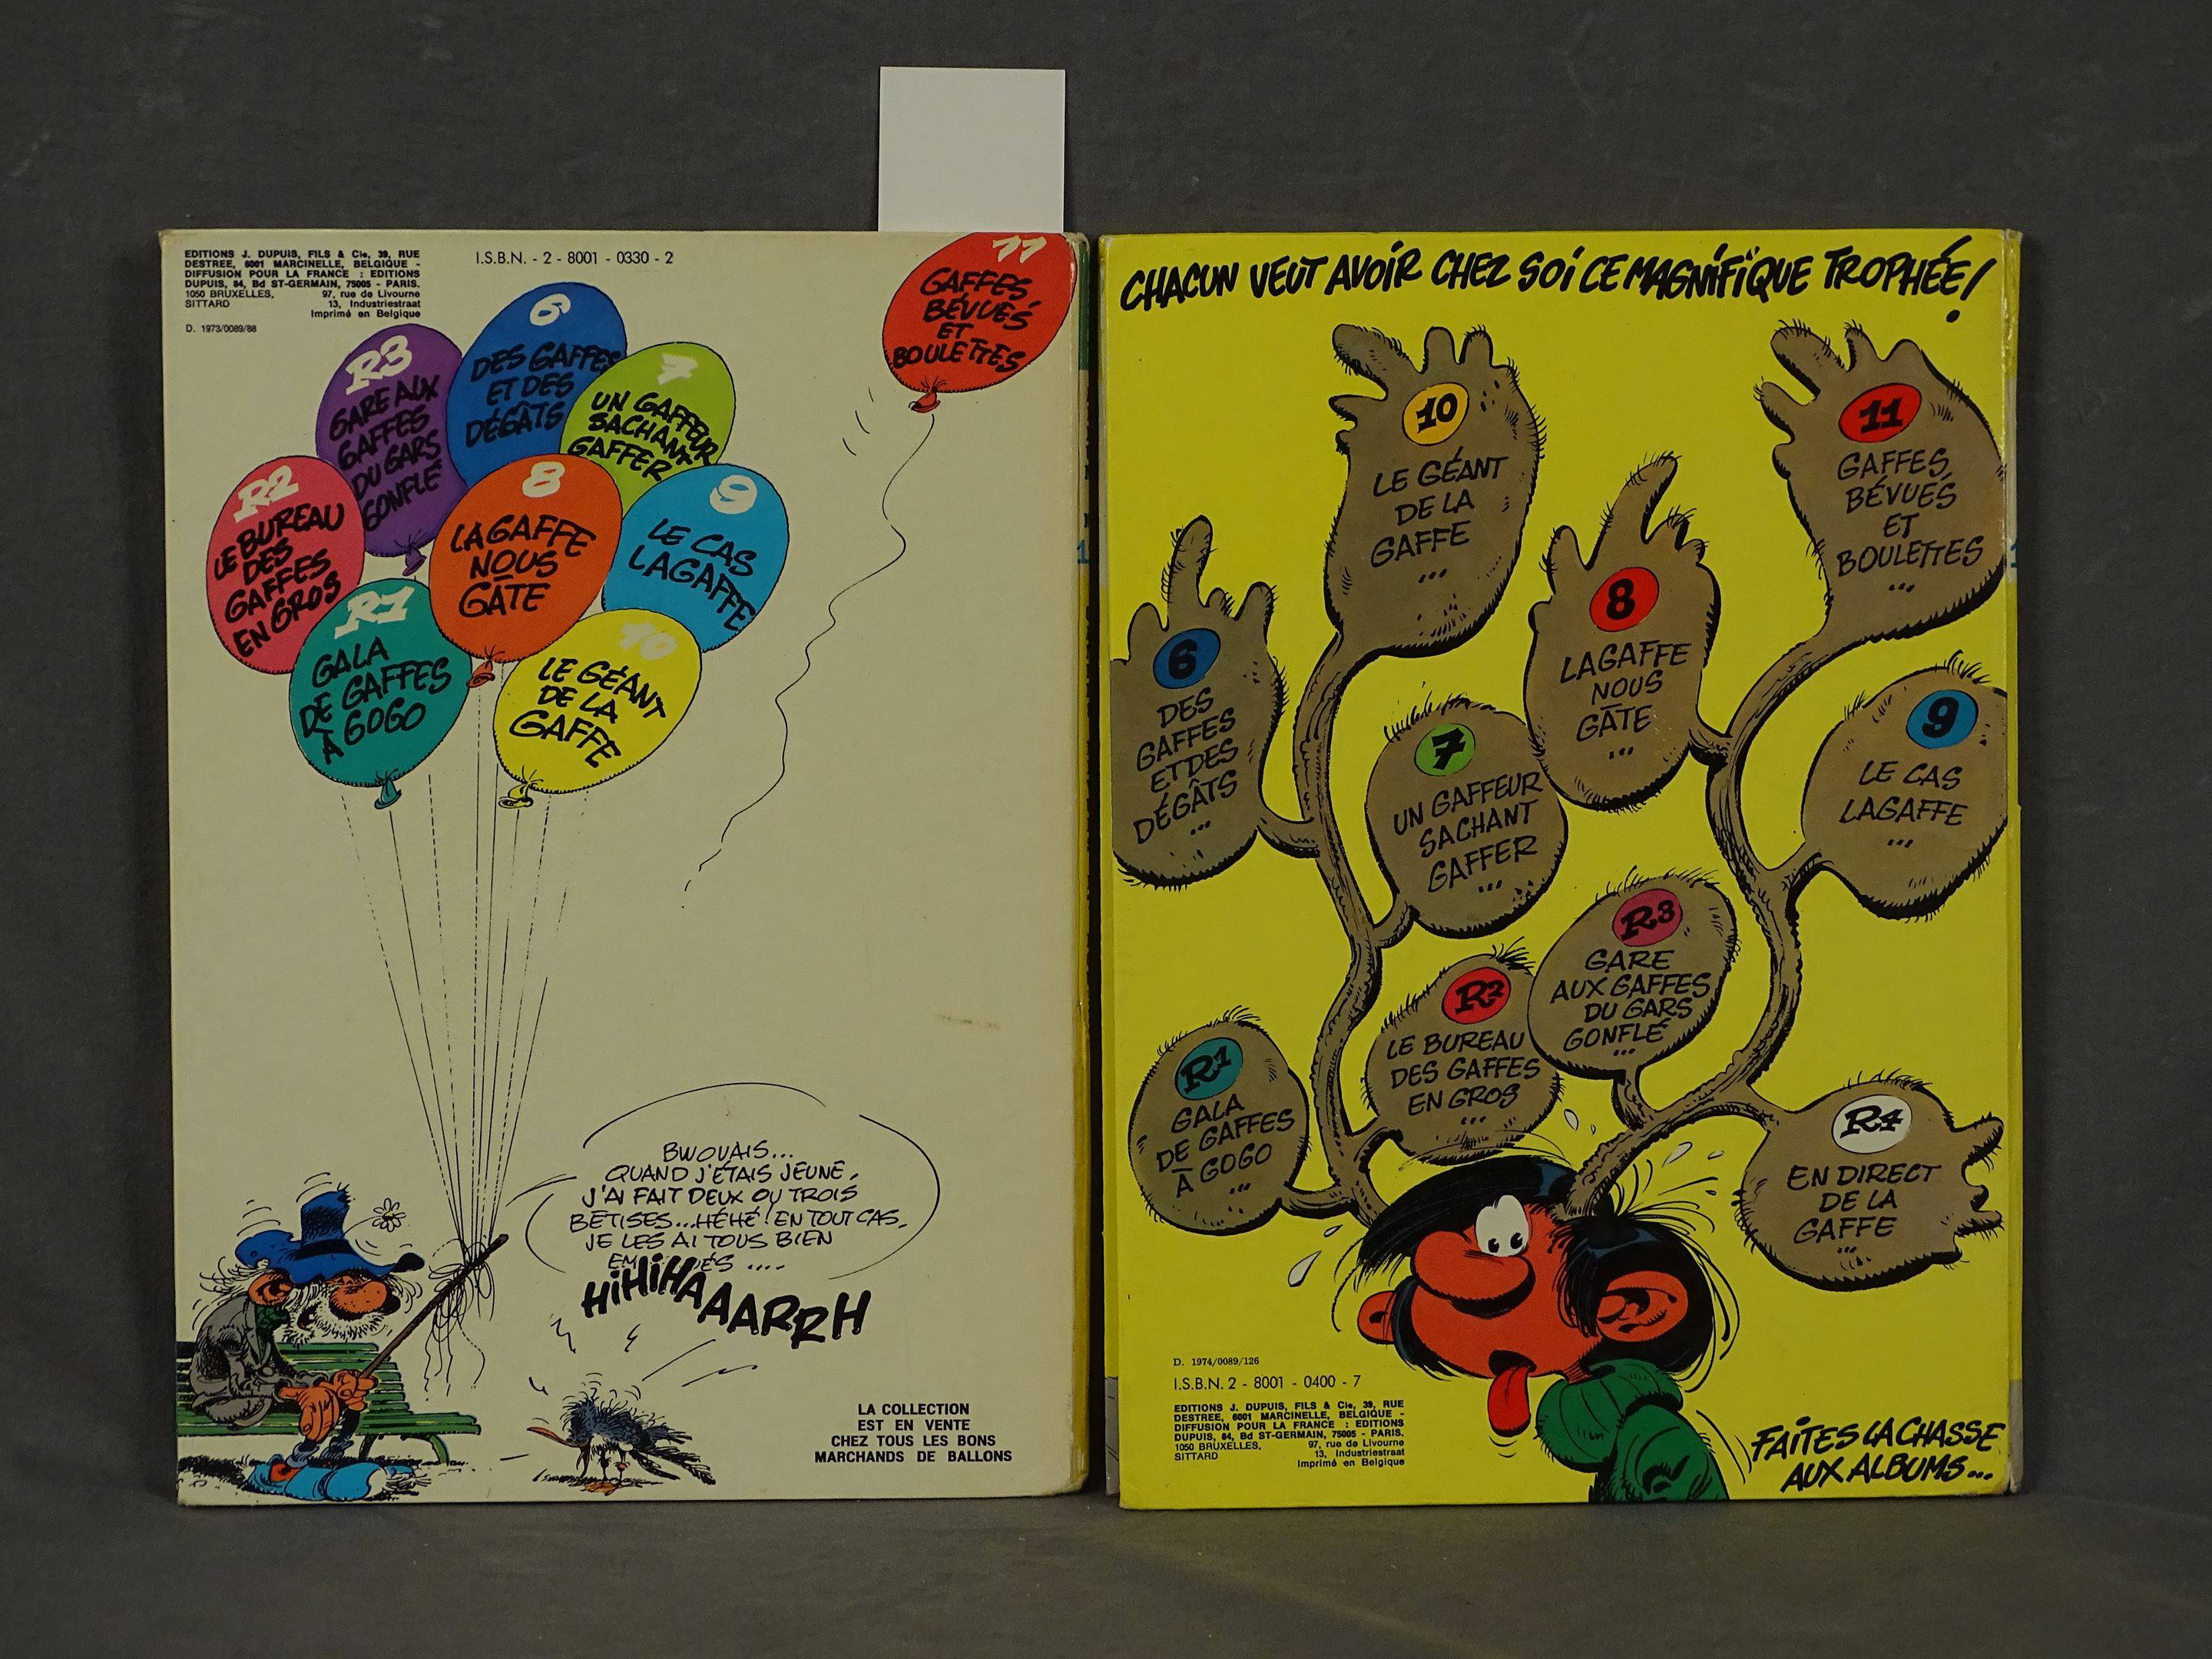 EDITIONS J. DUPUIS, FILS & Cie, 39, RUE
DESTREE, 6001 MARCINELLE, BELGIQUE -
DIFFUSION POUR LA FRANCE : EDITIONS
DUPUIS, 84, Bd ST-GERMAIN, 75005 - PARIS.
1050 BRUXELLES, 97, rue de Livourne
SITTARD 13, Industriestraat
Imprimé en Belgique
D. 1973/0089/88
I.S.B.N. - 2 - 8001 - 0330 - 2
11
GAFFES
BÉVUES
ET
BOULETTES
6
DES GAFFES
ET DES
DÉGÂTS
R3
GARE AUX
GAFFES
DU GARS
GONFLÉ
7
UN GAFFEUR
SACHANT
GAFFER
R2
LE BUREAU
DES
GAFFES
EN GROS
8
LAGAFFE
NOUS
GÂTE
9
LE CAS
LAGAFFE
R1
GALA
DE GAFFES
À GOGO
10
LE GÉANT
DE LA
GAFFE
BWOUAIS...
QUAND J'ÉTAIS JEUNE,
J'AI FAIT DEUX OU TROIS
BÊTISES...HÉHÉ! EN TOUT CAS,
JE LES AI TOUS BIEN
HiHiHAAAARRH
LA COLLECTION
EST EN VENTE
CHEZ TOUS LES BONS
MARCHANDS DE BALLONS
CHACUN VEUT AVOIR CHEZ SOI CE MAGNIFIQUE TROPHÉE!
10
LE GÉANT
DE LA
GAFFE
...
11
GAFFES,
BÉVUES
ET
BOULETTES
...
6
DES
GAFFES
ET DES
DÉGÂTS
...
8
LAGAFFE
NOUS
GÂTE
...
7
UN GAFFEUR
SACHANT
GAFFER
...
9
LE CAS
LAGAFFE
...
R3
GARE
AUX GAFFES
DU GARS
GONFLÉ
...
R2
LE BUREAU
DES GAFFES
EN GROS
...
R1
GALA
DE GAFFES
À GOGO
...
R4
EN DIRECT
DE LA
GAFFE
...
D. 1974/0089/126
I.S.B.N. 2 - 8001 - 0400 - 7
EDITIONS J. DUPUIS, FILS & Cie, 39, RUE
DESTREE, 6001 MARCINELLE, BELGIQUE -
DIFFUSION POUR LA FRANCE : EDITIONS
DUPUIS, 84, Bd ST-GERMAIN, 75005 - PARIS.
1050 BRUXELLES, 97, rue de Livourne
SITTARD 13, Industriestraat
Imprimé en Belgique
FAITES LA CHASSE
AUX ALBUMS...